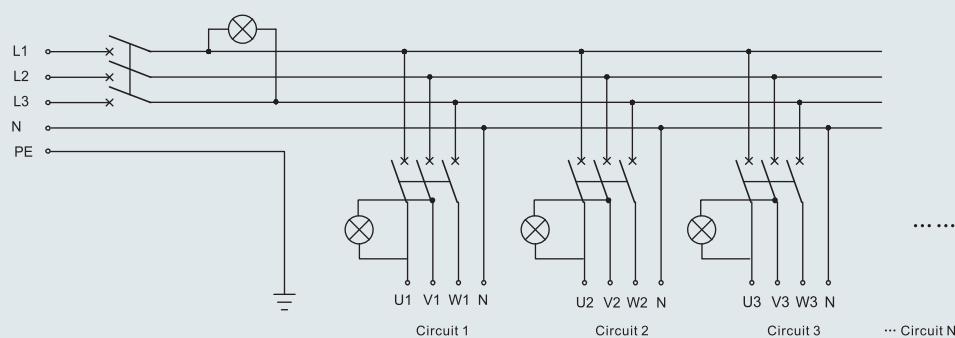 L1
L2
L3
N
PE
U1 V1 W1 N
U2 V2 W2 N
U3 V3 W3 N
Circuit 1
Circuit 2
Circuit 3
··· Circuit N